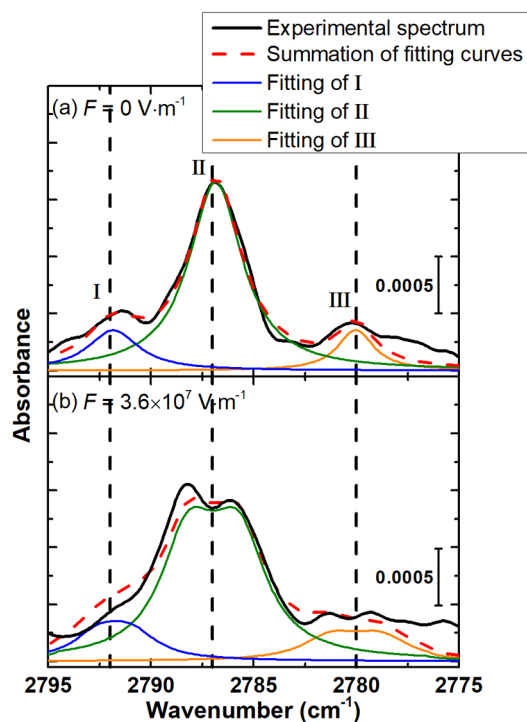 Experimental spectrum
Summation of fitting curves
Fitting of I
Fitting of II
Fitting of III
(a) F = 0 V·m⁻¹
II
I
III
0.0005
(b) F = 3.6×10⁷ V·m⁻¹
0.0005
Absorbance
2795 2790 2785 2780 2775
Wavenumber (cm⁻¹)